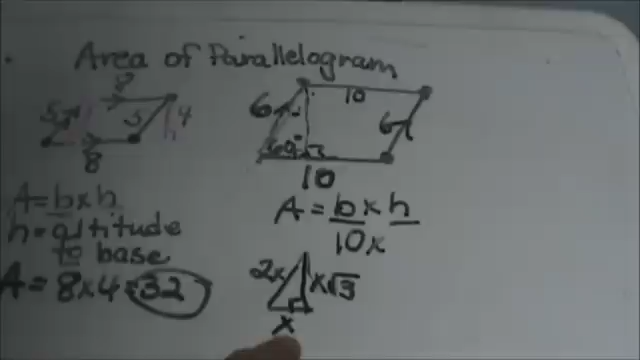 Area of Parallelogram
8
5
5
4
h
8
A = b x h
h = altitude
to base
A = 8 x 4 = 32
10
6
6
60°
10
A = b x h
10x
2x
x√3
x